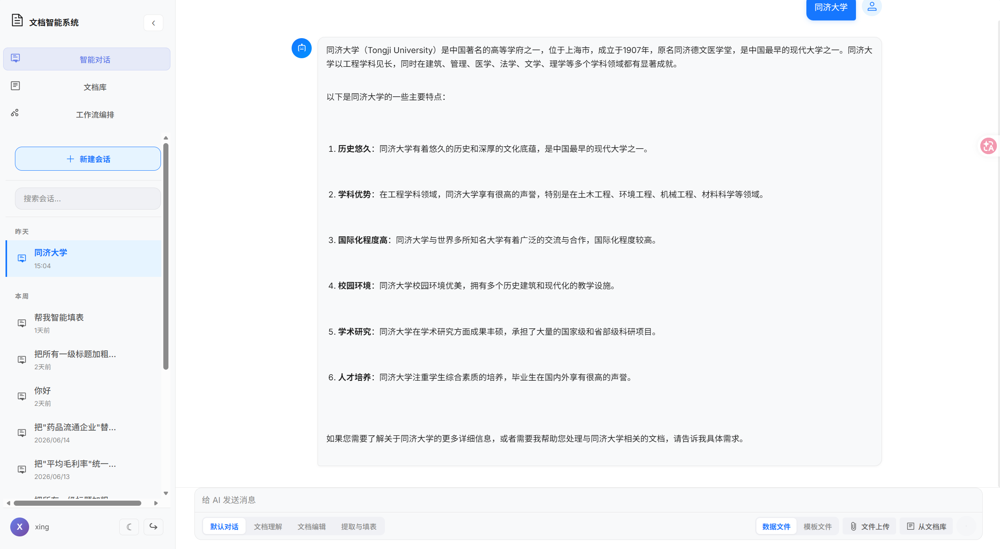 文档智能系统
智能对话
文档库
工作流编排
新建会话
搜索会话...
昨天
同济大学
15:04
本周
帮我智能填表
1天前
把所有一级标题加粗...
2天前
你好
2天前
把"药品流通企业"替...
2026/06/14
把"平均毛利率"统一...
2026/06/13
把所有一级标题加粗
X
xing
同济大学
同济大学（Tongji University）是中国著名的高等学府之一，位于上海市，成立于1907年，原名同济德文医学堂，是中国最早的现代大学之一。同济大
学以工程学科见长，同时在建筑、管理、医学、法学、文学、理学等多个学科领域都有显著成就。
以下是同济大学的一些主要特点：
1. 历史悠久：同济大学有着悠久的历史和深厚的文化底蕴，是中国最早的现代大学之一。
2. 学科优势：在工程学科领域，同济大学享有很高的声誉，特别是在土木工程、环境工程、机械工程、材料科学等领域。
3. 国际化程度高：同济大学与世界多所知名大学有着广泛的交流与合作，国际化程度较高。
4. 校园环境：同济大学校园环境优美，拥有多个历史建筑和现代化的教学设施。
5. 学术研究：同济大学在学术研究方面成果丰硕，承担了大量的国家级和省部级科研项目。
6. 人才培养：同济大学注重学生综合素质的培养，毕业生在国内外享有很高的声誉。
如果您需要了解关于同济大学的更多详细信息，或者需要我帮助您处理与同济大学相关的文档，请告诉我具体需求。
给 AI 发送消息
默认对话 文档理解 文档编辑 提取与填表
数据文件 模板文件 文件上传 从文档库